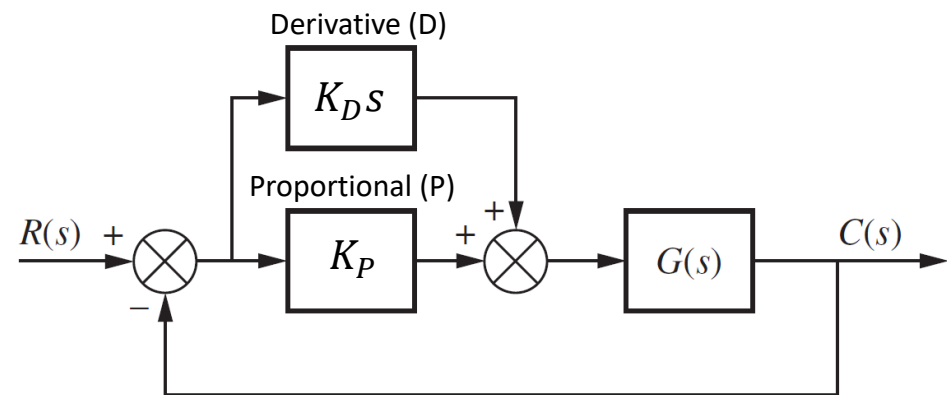 Derivative (D)
K_D s
Proportional (P)
R(s) + K_P + + G(s) C(s)
−